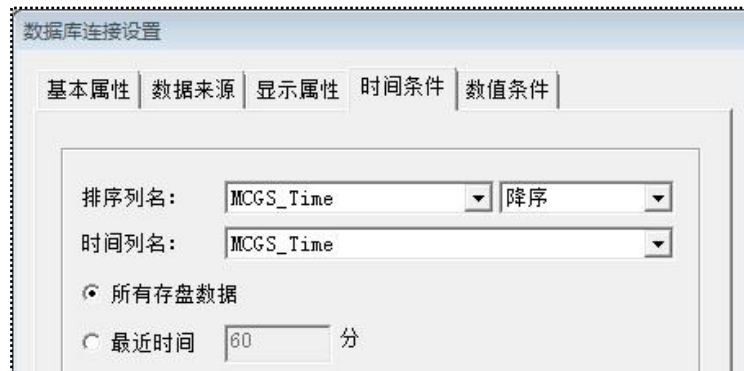 数据库连接设置
基本属性 数据来源 显示属性 时间条件 数值条件
排序列名: MCGS_Time 降序
时间列名: MCGS_Time
所有存盘数据
最近时间 60 分